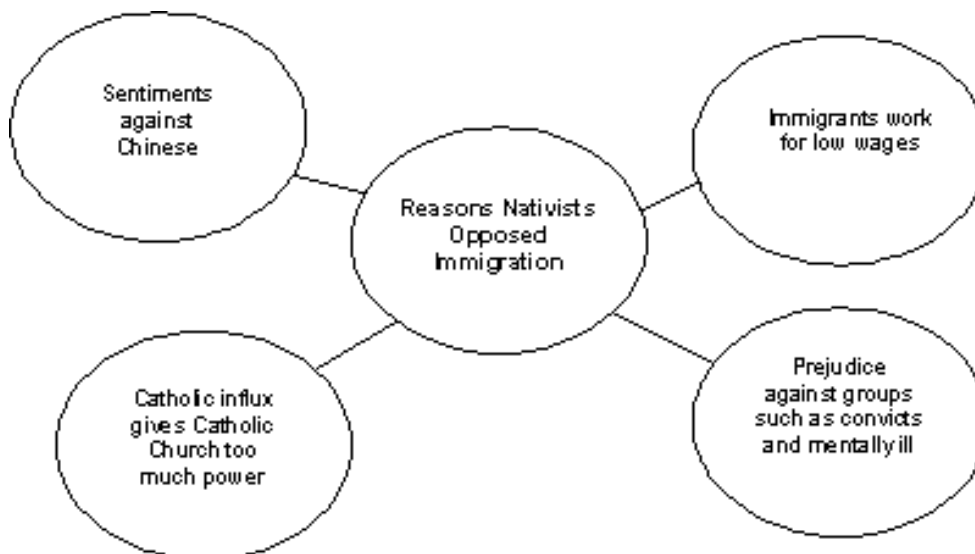 Sentiments
against
Chinese
Immigrants work
for low wages
Reasons Nativists
Opposed
Immigration
Catholic influx
gives Catholic
Church too
much power
Prejudice
against groups
such as convicts
and mentally ill